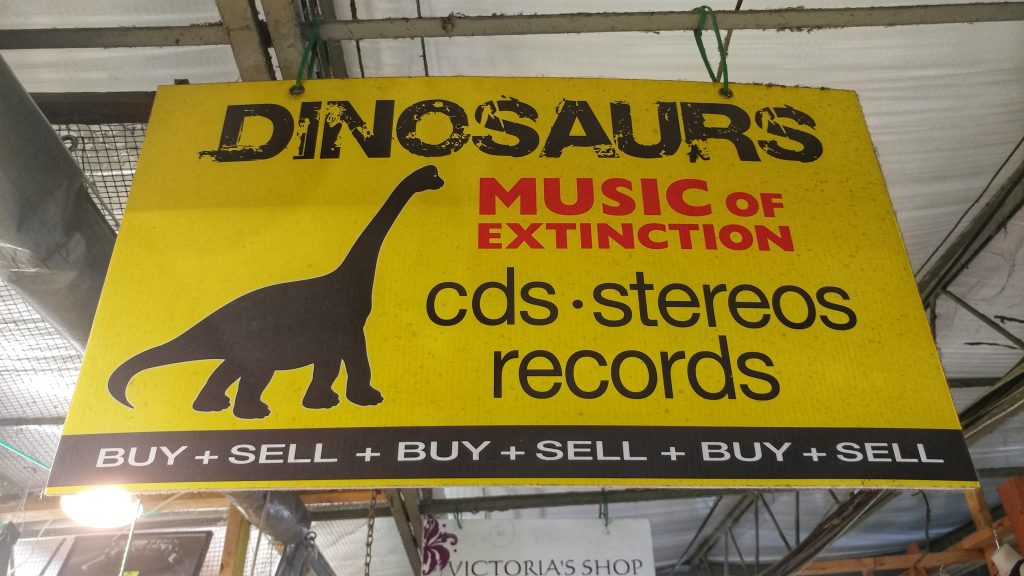 DINOSAURS
MUSIC OF
EXTINCTION
cds · stereos
records
BUY + SELL + BUY + SELL + BUY + SELL
VICTORIA'S SHOP